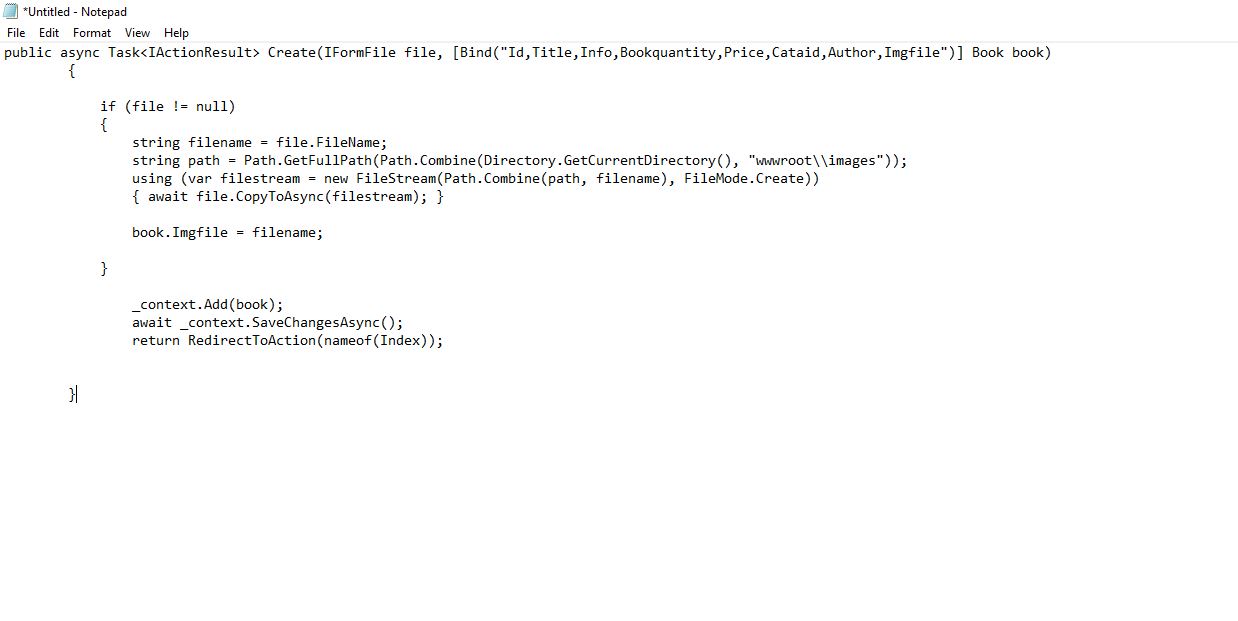 *Untitled - Notepad
File Edit Format View Help
public async Task<IActionResult> Create(IFormFile file, [Bind("Id,Title,Info,Bookquantity,Price,Cataid,Author,Imgfile")] Book book)
{
if (file != null)
{
string filename = file.FileName;
string path = Path.GetFullPath(Path.Combine(Directory.GetCurrentDirectory(), "wwwroot\\images"));
using (var filestream = new FileStream(Path.Combine(path, filename), FileMode.Create))
{ await file.CopyToAsync(filestream); }
book.Imgfile = filename;
}
_context.Add(book);
await _context.SaveChangesAsync();
return RedirectToAction(nameof(Index));
}